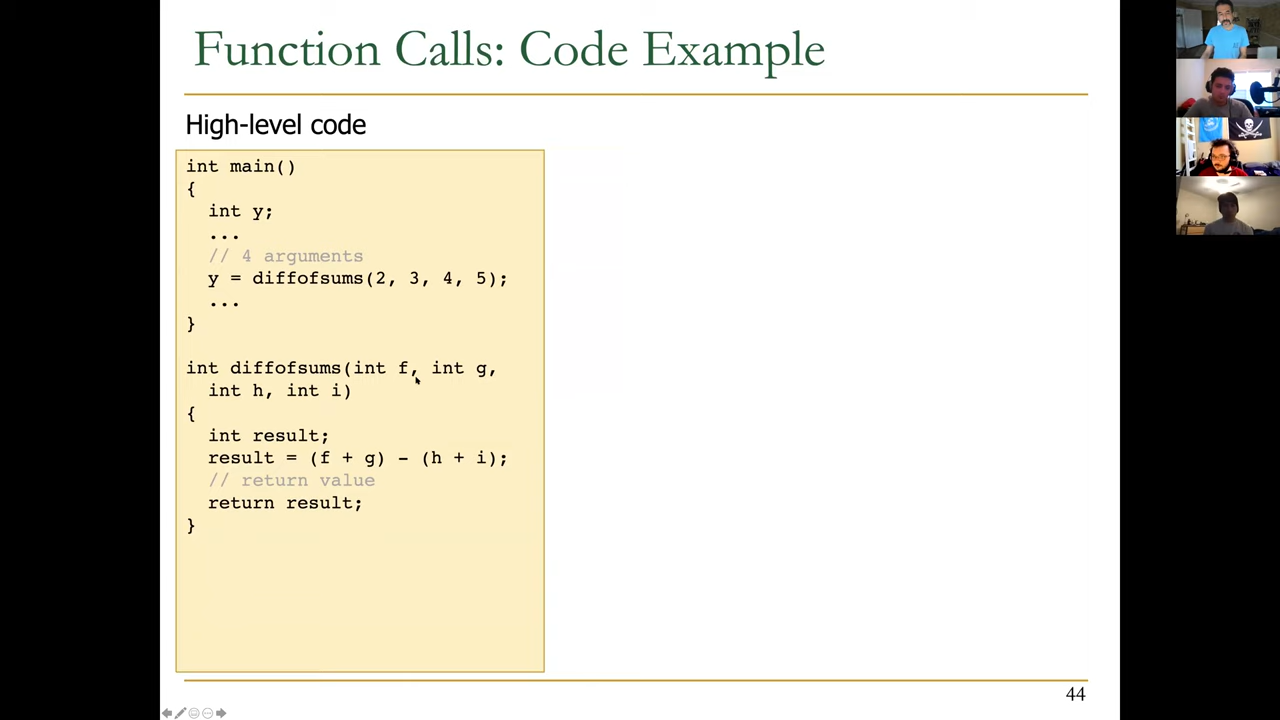 Function Calls: Code Example
High-level code
int main()
{
  int y;
  ...
  // 4 arguments
  y = diffofsums(2, 3, 4, 5);
  ...
}
int diffofsums(int f, int g,
  int h, int i)
{
  int result;
  result = (f + g) - (h + i);
  // return value
  return result;
}
44